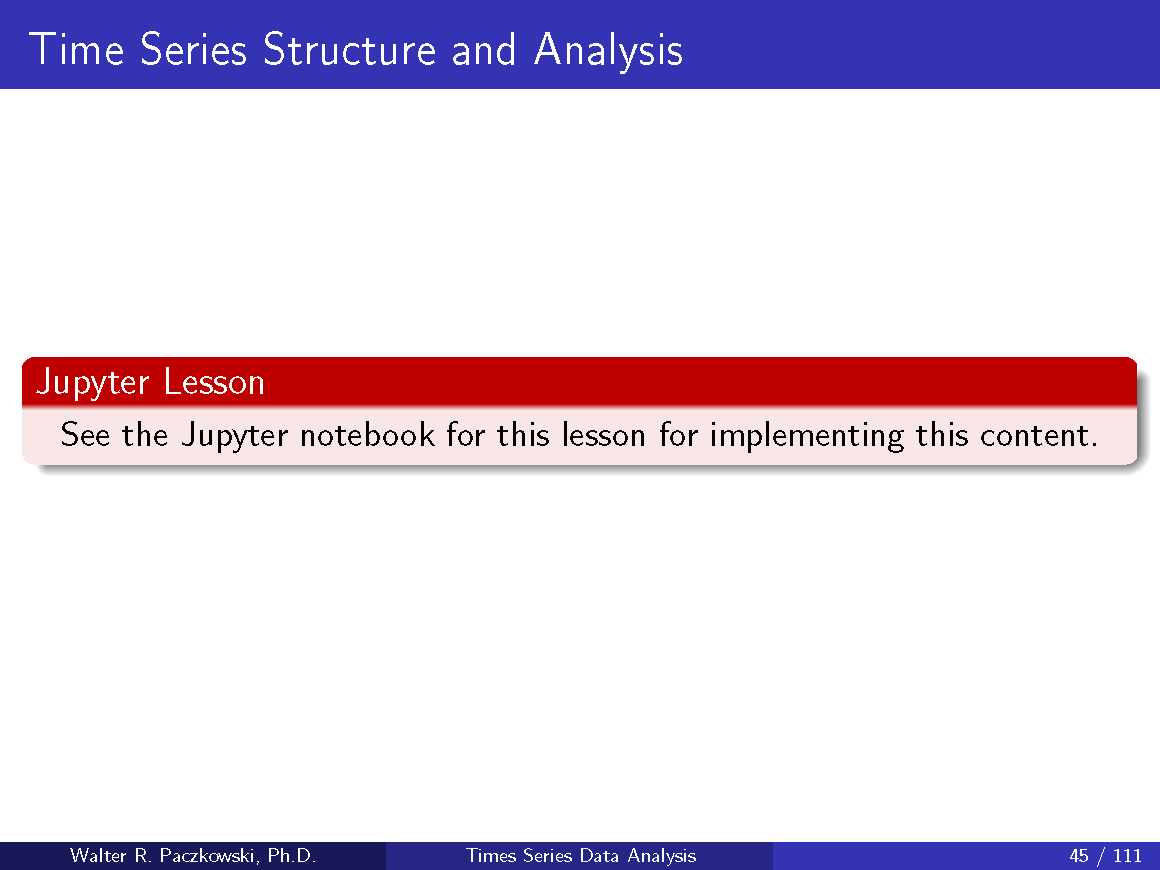 Time Series Structure and Analysis
Jupyter Lesson
See the Jupyter notebook for this lesson for implementing this content.
Walter R. Paczkowski, Ph.D.
Times Series Data Analysis
45 / 111